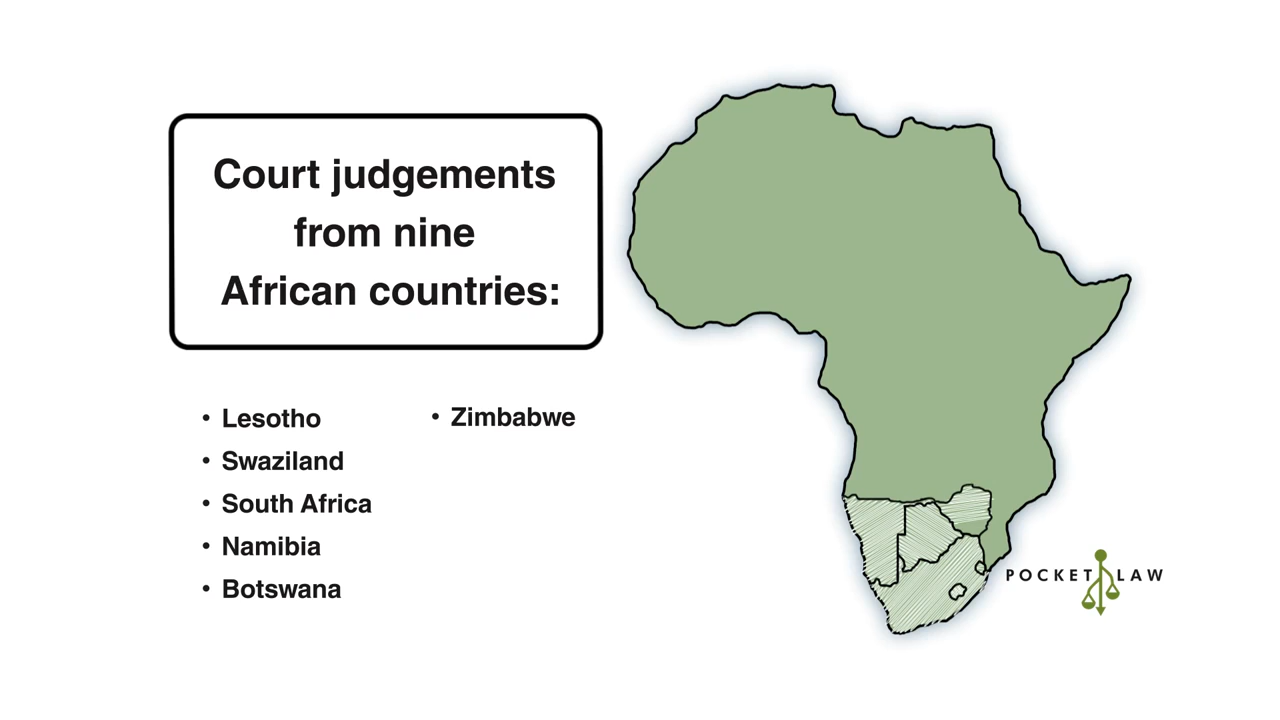 Court judgements
from nine
African countries:
• Lesotho
• Swaziland
• South Africa
• Namibia
• Botswana
• Zimbabwe
POCKET LAW